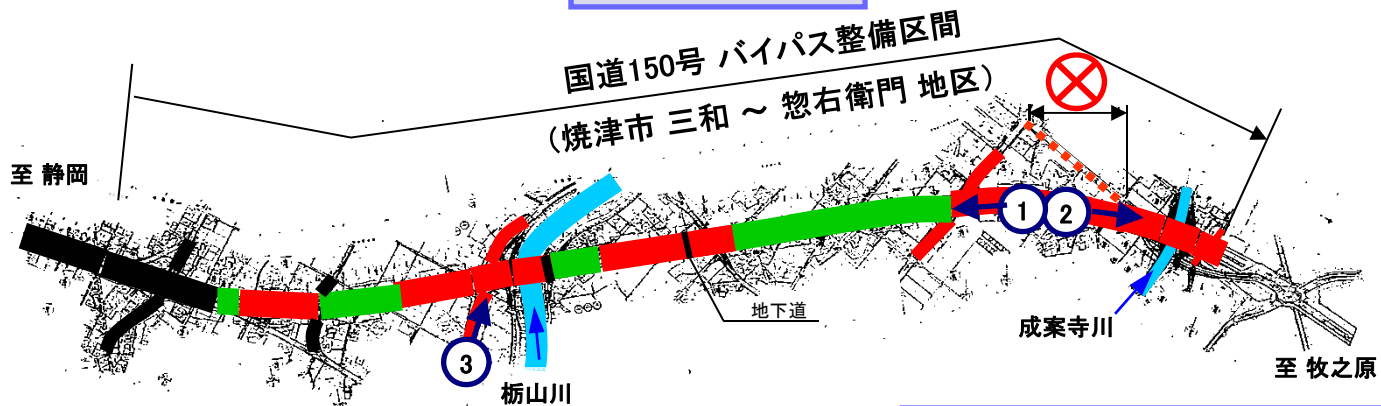 国道150号 バイパス整備区間
(焼津市 三和 ~ 惣右衛門 地区)
至 静岡
1
2
地下道
3
栃山川
成案寺川
至 牧之原